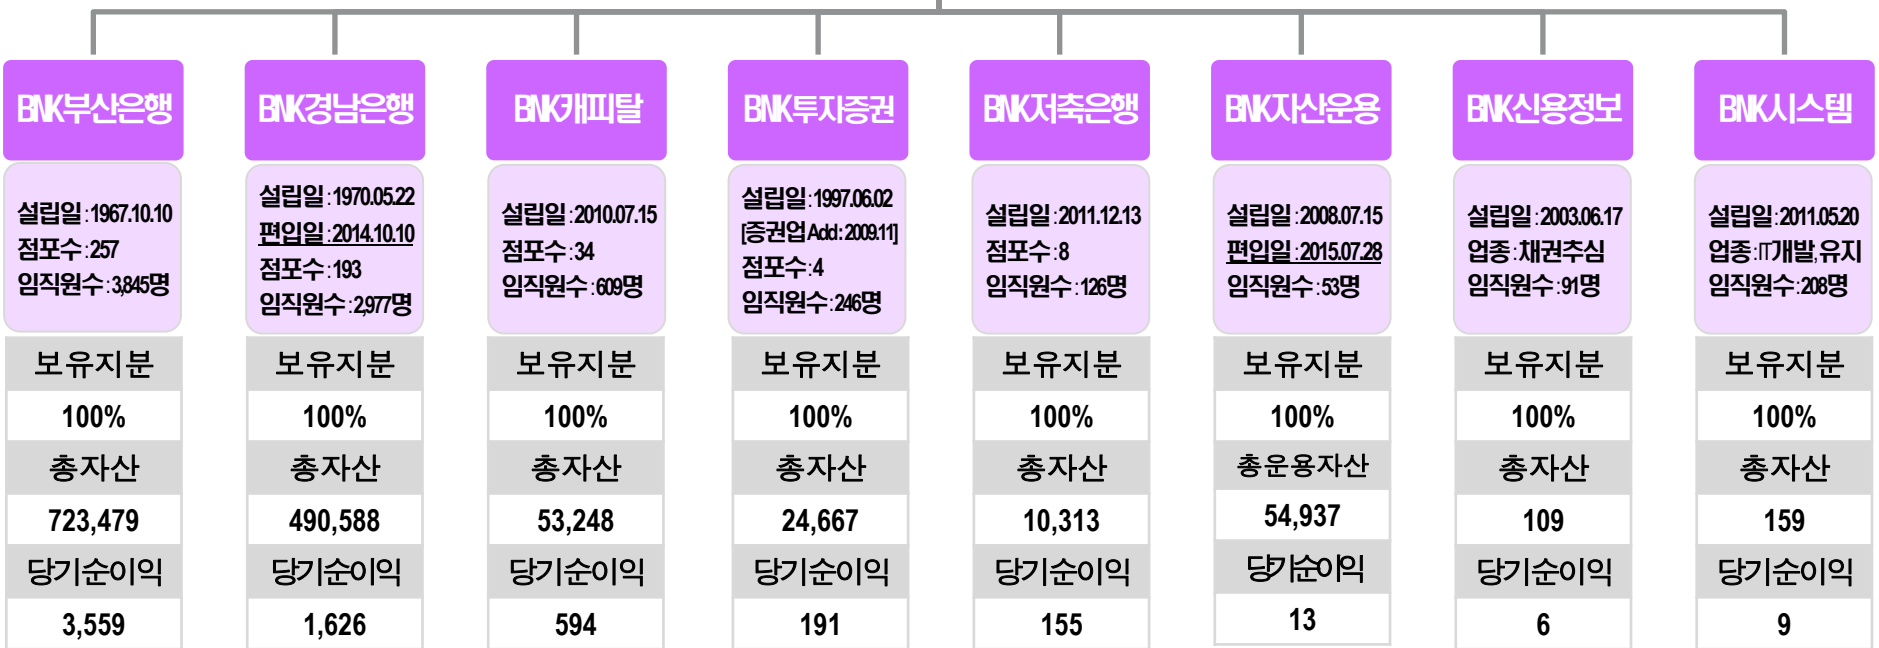 BNK부산은행
설립일:1967.10.10
점포수:257
임직원수:3,845명
보유지분
100%
총자산
723,479
당기순이익
3,559
BNK경남은행
설립일:1970.05.22
편입일:2014.10.10
점포수:193
임직원수:2,977명
보유지분
100%
총자산
490,588
당기순이익
1,626
BNK캐피탈
설립일:2010.07.15
점포수:34
임직원수:609명
보유지분
100%
총자산
53,248
당기순이익
594
BNK투자증권
설립일:1997.06.02
[증권업 Add: 2009.11]
점포수:4
임직원수:246명
보유지분
100%
총자산
24,667
당기순이익
191
BNK저축은행
설립일:2011.12.13
점포수:8
임직원수:126명
보유지분
100%
총자산
10,313
당기순이익
155
BNK자산운용
설립일:2008.07.15
편입일:2015.07.28
임직원수:53명
보유지분
100%
총운용자산
54,937
당기순이익
13
BNK신용정보
설립일:2003.06.17
업종:채권추심
임직원수:91명
보유지분
100%
총자산
109
당기순이익
6
BNK시스템
설립일:2011.05.20
업종:IT개발,유지
임직원수:208명
보유지분
100%
총자산
159
당기순이익
9